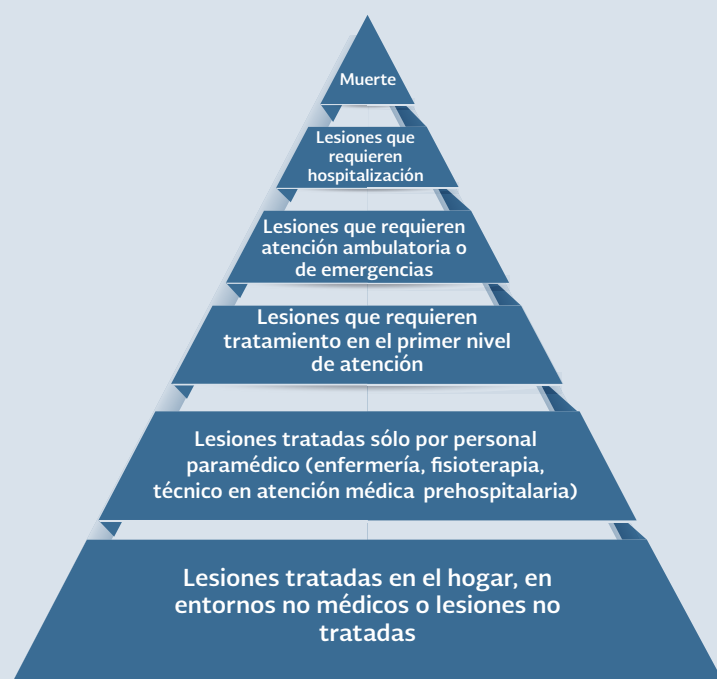 Muerte
Lesiones que
requieren
hospitalización
Lesiones que requieren
atención ambulatoria o
de emergencias
Lesiones que requieren
tratamiento en el primer nivel
de atención
Lesiones tratadas sólo por personal
paramédico (enfermería, fisioterapia,
técnico en atención médica prehospitalaria)
Lesiones tratadas en el hogar, en
entornos no médicos o lesiones no
tratadas